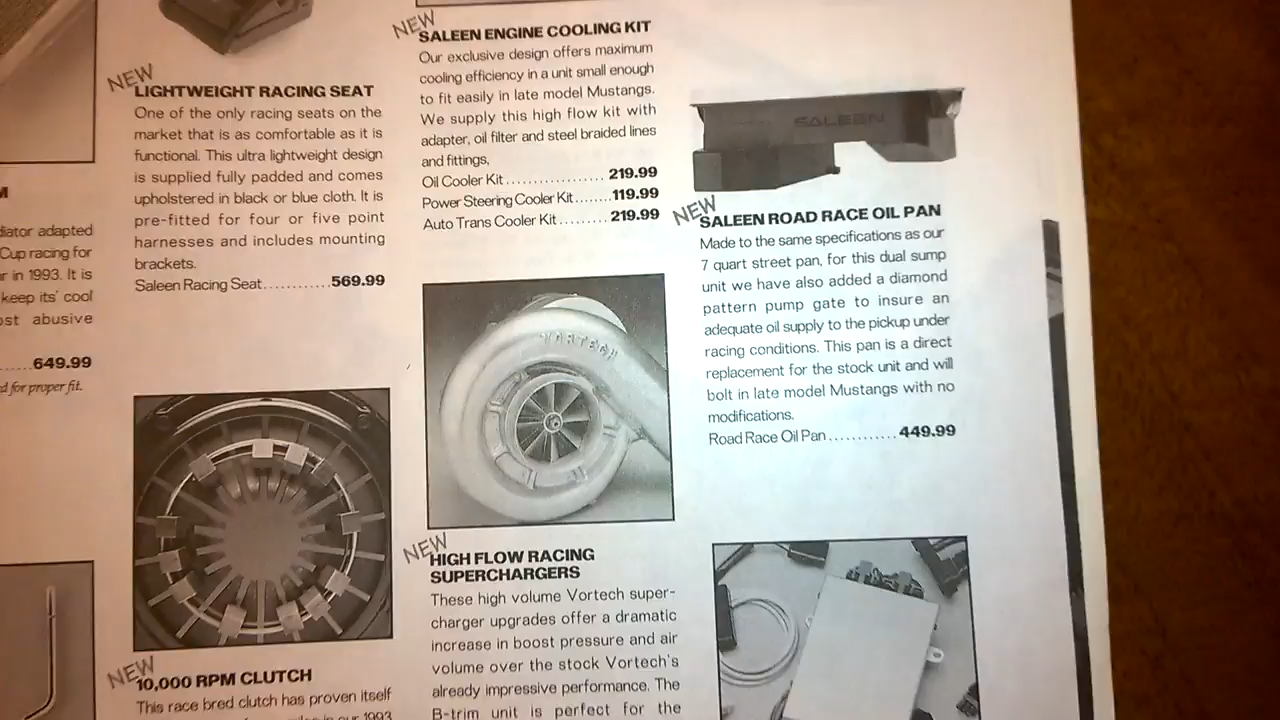 M
diator adapted
Cup racing for
r in 1993. It is
keep its' cool
ost abusive
.....649.99
d for proper fit.
NEW
LIGHTWEIGHT RACING SEAT
One of the only racing seats on the
market that is as comfortable as it is
functional. This ultra lightweight design
is supplied fully padded and comes
upholstered in black or blue cloth. It is
pre-fitted for four or five point
harnesses and includes mounting
brackets.
Saleen Racing Seat...........569.99
NEW
10,000 RPM CLUTCH
This race bred clutch has proven itself
in our 1993
NEW
SALEEN ENGINE COOLING KIT
Our exclusive design offers maximum
cooling efficiency in a unit small enough
to fit easily in late model Mustangs.
We supply this high flow kit with
adapter, oil filter and steel braided lines
and fittings,
Oil Cooler Kit................. 219.99
Power Steering Cooler Kit.......119.99
Auto Trans Cooler Kit......... 219.99
VORTECH
NEW
HIGH FLOW RACING
SUPERCHARGERS
These high volume Vortech super-
charger upgrades offer a dramatic
increase in boost pressure and air
volume over the stock Vortech's
already impressive performance. The
B-trim unit is perfect for the
SALEEN
NEW
SALEEN ROAD RACE OIL PAN
Made to the same specifications as our
7 quart street pan, for this dual sump
unit we have also added a diamond
pattern pump gate to insure an
adequate oil supply to the pickup under
racing conditions. This pan is a direct
replacement for the stock unit and will
bolt in late model Mustangs with no
modifications.
Road Race Oil Pan............449.99